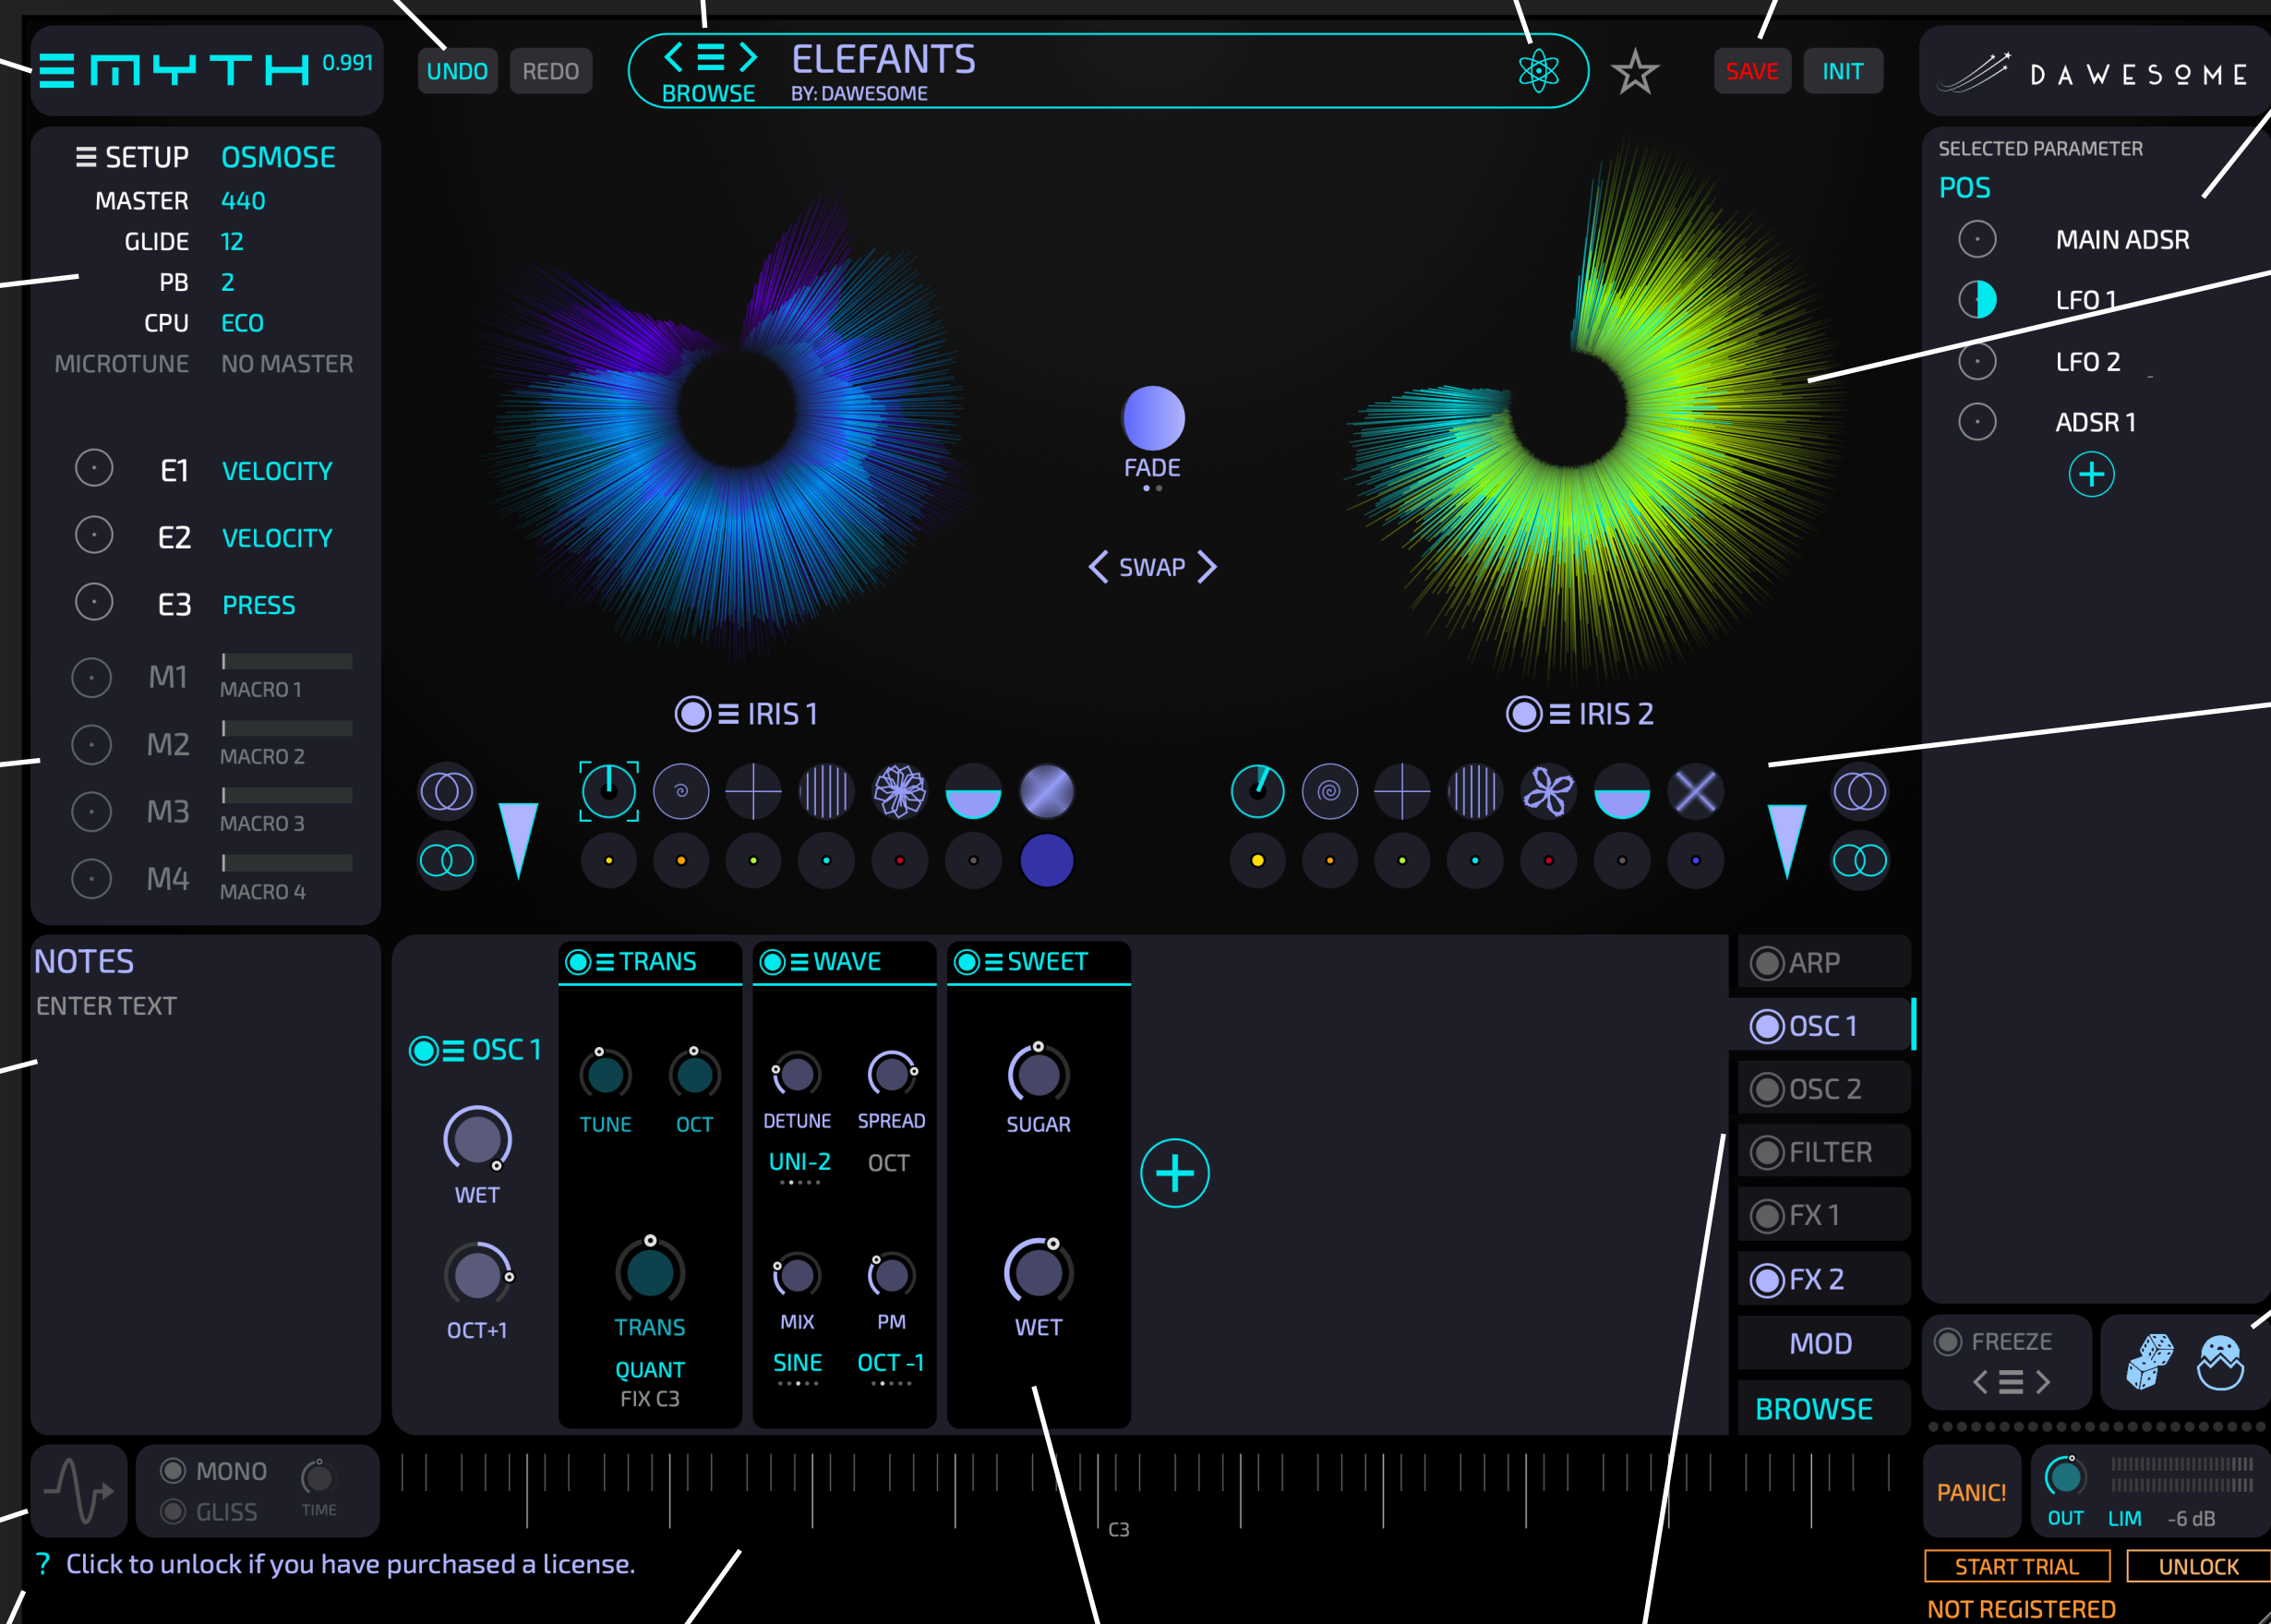 MYTH 0.991
UNDO
REDO
BROWSE
ELEFANTS
BY: DAWESOME
SAVE
INIT
DAWESOME
SETUP OSMOSE
MASTER 440
GLIDE 12
PB 2
CPU ECO
MICROTUNE NO MASTER
E1 VELOCITY
E2 VELOCITY
E3 PRESS
M1 MACRO 1
M2 MACRO 2
M3 MACRO 3
M4 MACRO 4
FADE
SWAP
IRIS 1
IRIS 2
SELECTED PARAMETER
POS
MAIN ADSR
LFO 1
LFO 2
ADSR 1
NOTES
ENTER TEXT
OSC 1
WET
OCT+1
TRANS
TUNE OCT
TRANS
QUANT
FIX C3
WAVE
DETUNE SPREAD
UNI-2 OCT
MIX PM
SINE OCT -1
SWEET
SUGAR
WET
ARP
OSC 1
OSC 2
FILTER
FX 1
FX 2
MOD
BROWSE
FREEZE
MONO
GLISS
TIME
C3
PANIC!
OUT LIM -6 dB
? Click to unlock if you have purchased a license.
START TRIAL
UNLOCK
NOT REGISTERED